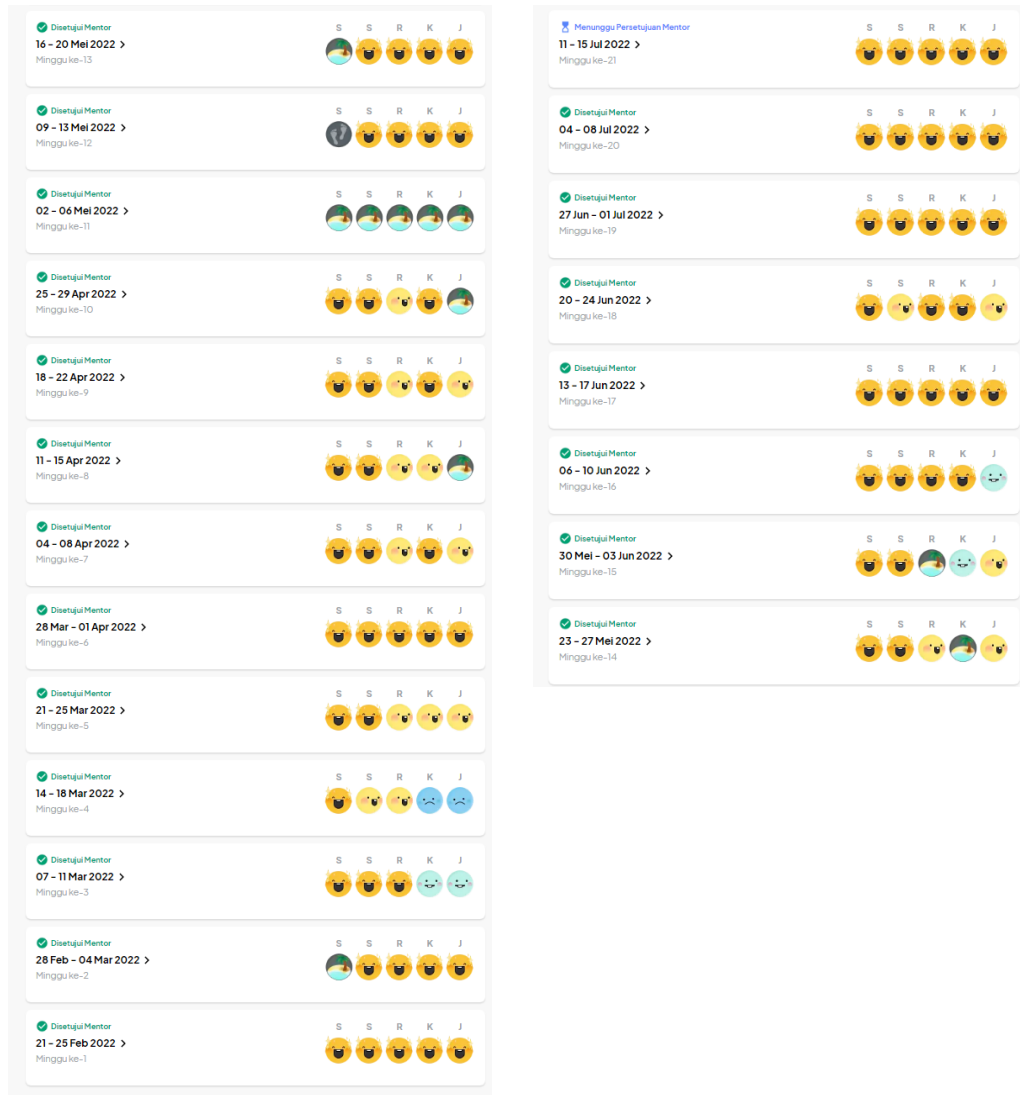 Disetujui Mentor
S S R K J
16 - 20 Mei 2022
Minggu ke-13
Disetujui Mentor
S S R K J
09 - 13 Mei 2022
Minggu ke-12
Disetujui Mentor
S S R K J
02 - 06 Mei 2022
Minggu ke-11
Disetujui Mentor
S S R K J
25 - 29 Apr 2022
Minggu ke-10
Disetujui Mentor
S S R K J
18 - 22 Apr 2022
Minggu ke-9
Disetujui Mentor
S S R K J
11 - 15 Apr 2022
Minggu ke-8
Disetujui Mentor
S S R K J
04 - 08 Apr 2022
Minggu ke-7
Disetujui Mentor
S S R K J
28 Mar - 01 Apr 2022
Minggu ke-6
Disetujui Mentor
S S R K J
21 - 25 Mar 2022
Minggu ke-5
Disetujui Mentor
S S R K J
14 - 18 Mar 2022
Minggu ke-4
Disetujui Mentor
S S R K J
07 - 11 Mar 2022
Minggu ke-3
Disetujui Mentor
S S R K J
28 Feb - 04 Mar 2022
Minggu ke-2
Disetujui Mentor
S S R K J
21 - 25 Feb 2022
Minggu ke-1
Menunggu Persetujuan Mentor
S S R K J
11 - 15 Jul 2022
Minggu ke-21
Disetujui Mentor
S S R K J
04 - 08 Jul 2022
Minggu ke-20
Disetujui Mentor
S S R K J
27 Jun - 01 Jul 2022
Minggu ke-19
Disetujui Mentor
S S R K J
20 - 24 Jun 2022
Minggu ke-18
Disetujui Mentor
S S R K J
13 - 17 Jun 2022
Minggu ke-17
Disetujui Mentor
S S R K J
06 - 10 Jun 2022
Minggu ke-16
Disetujui Mentor
S S R K J
30 Mei - 03 Jun 2022
Minggu ke-15
Disetujui Mentor
S S R K J
23 - 27 Mei 2022
Minggu ke-14